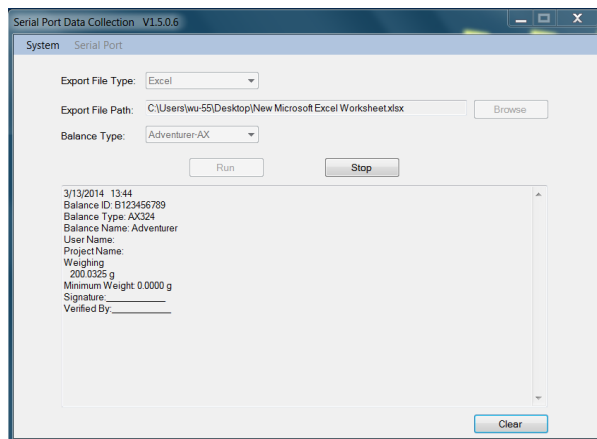 Serial Port Data Collection V1.5.0.6
System Serial Port
Export File Type: Excel
Export File Path: C:\Users\wu-55\Desktop\New Microsoft Excel Worksheet.xlsx Browse
Balance Type: Adventurer-AX
Run Stop
3/13/2014 13:44
Balance ID: B123456789
Balance Type: AX324
Balance Name: Adventurer
User Name:
Project Name:
Weighing
200.0325 g
Minimum Weight: 0.0000 g
Signature:____________
Verified By:____________
Clear